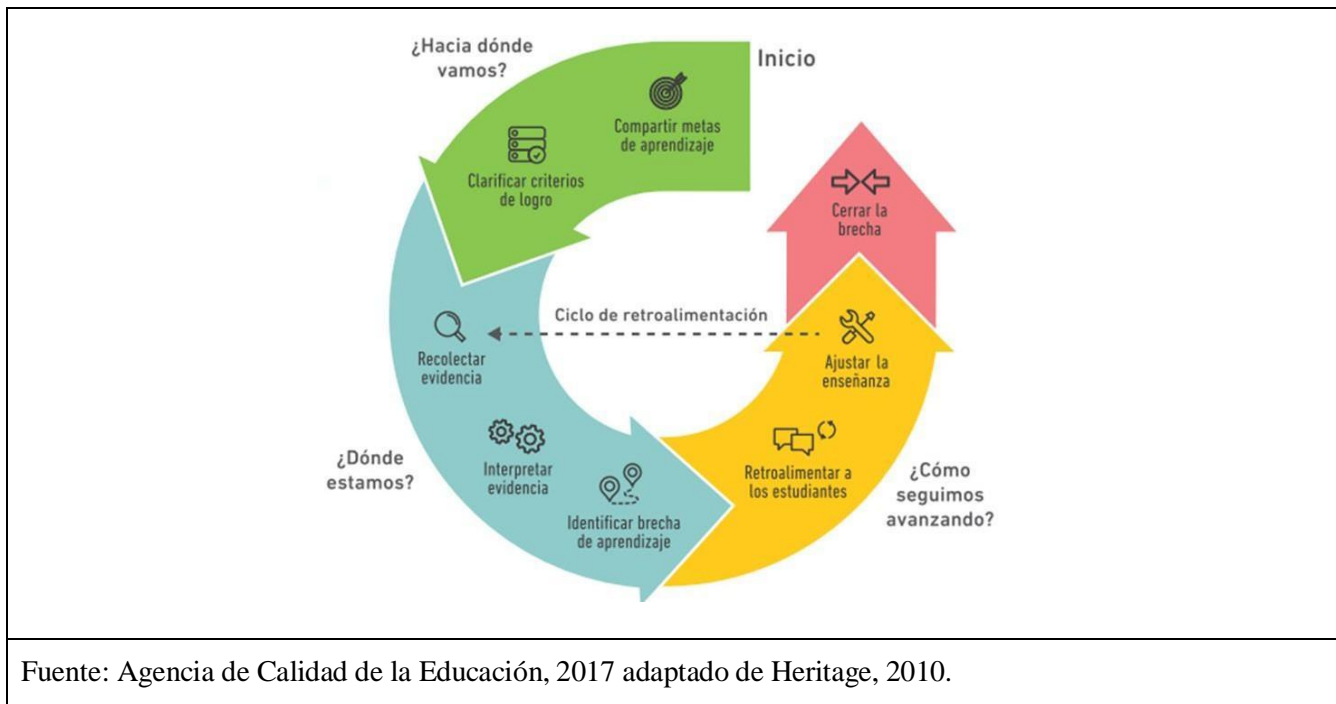 ¿Hacia dónde
vamos?
Inicio
Compartir metas
de aprendizaje
Clarificar criterios
de logro
Cerrar la
brecha
Ciclo de retroalimentación
Recolectar
evidencia
Ajustar la
enseñanza
¿Dónde
estamos?
Interpretar
evidencia
Identificar brecha
de aprendizaje
Retroalimentar a
los estudiantes
¿Cómo
seguimos
avanzando?
Fuente: Agencia de Calidad de la Educación, 2017 adaptado de Heritage, 2010.